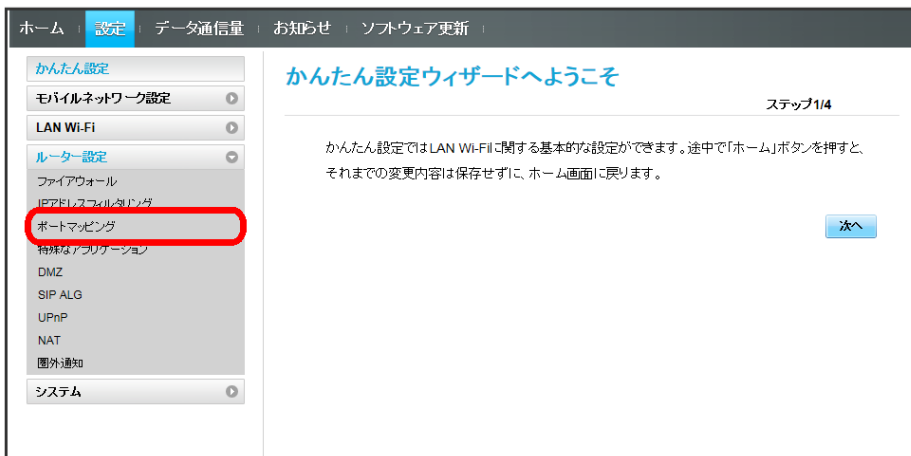 ホーム 設定 データ通信量 お知らせ ソフトウェア更新
かんたん設定
モバイルネットワーク設定
LAN Wi-Fi
ルーター設定
ファイアウォール
IPアドレスフィルタリング
ポートマッピング
特殊なアプリケーション
DMZ
SIP ALG
UPnP
NAT
圏外通知
システム
かんたん設定ウィザードへようこそ
ステップ1/4
かんたん設定ではLAN Wi-Fiに関する基本的な設定ができます。途中で「ホーム」ボタンを押すと、
それまでの変更内容は保存せずに、ホーム画面に戻ります。
次へ